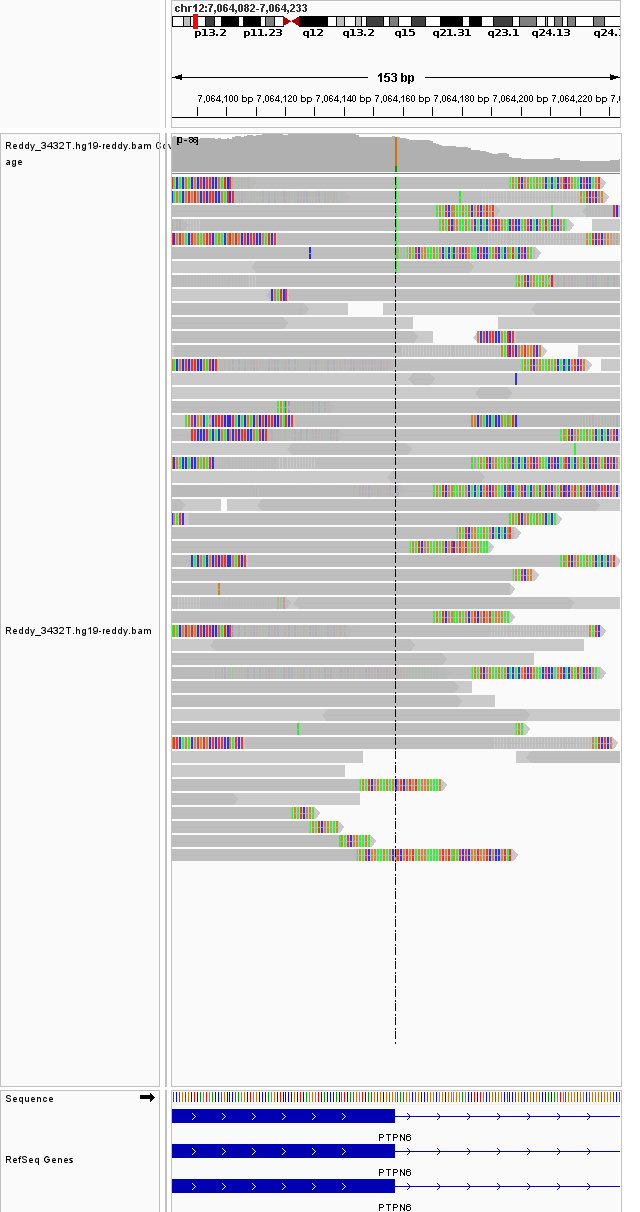 chr12:7,064,082-7,064,233
p13.2 p11.23 q12 q13.2 q15 q21.31 q23.1 q24.13 q24.
153 bp
7,064,100 bp 7,064,120 bp 7,064,140 bp 7,064,160 bp 7,064,180 bp 7,064,200 bp 7,064,220 bp 7,0
Reddy_3432T.hg19-reddy.bam Cov
age
Reddy_3432T.hg19-reddy.bam
Sequence
PTPN6
RefSeq Genes
PTPN6
PTPN6